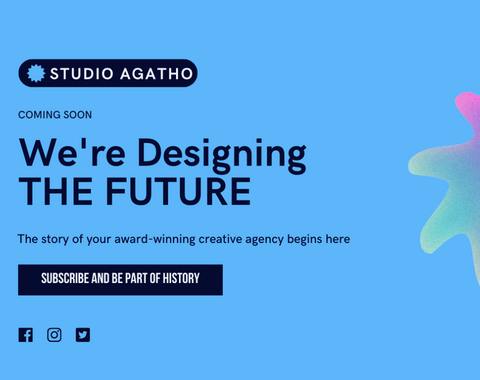 STUDIO AGATHO
COMING SOON
We're Designing
THE FUTURE
The story of your award-winning creative agency begins here
SUBSCRIBE AND BE PART OF HISTORY